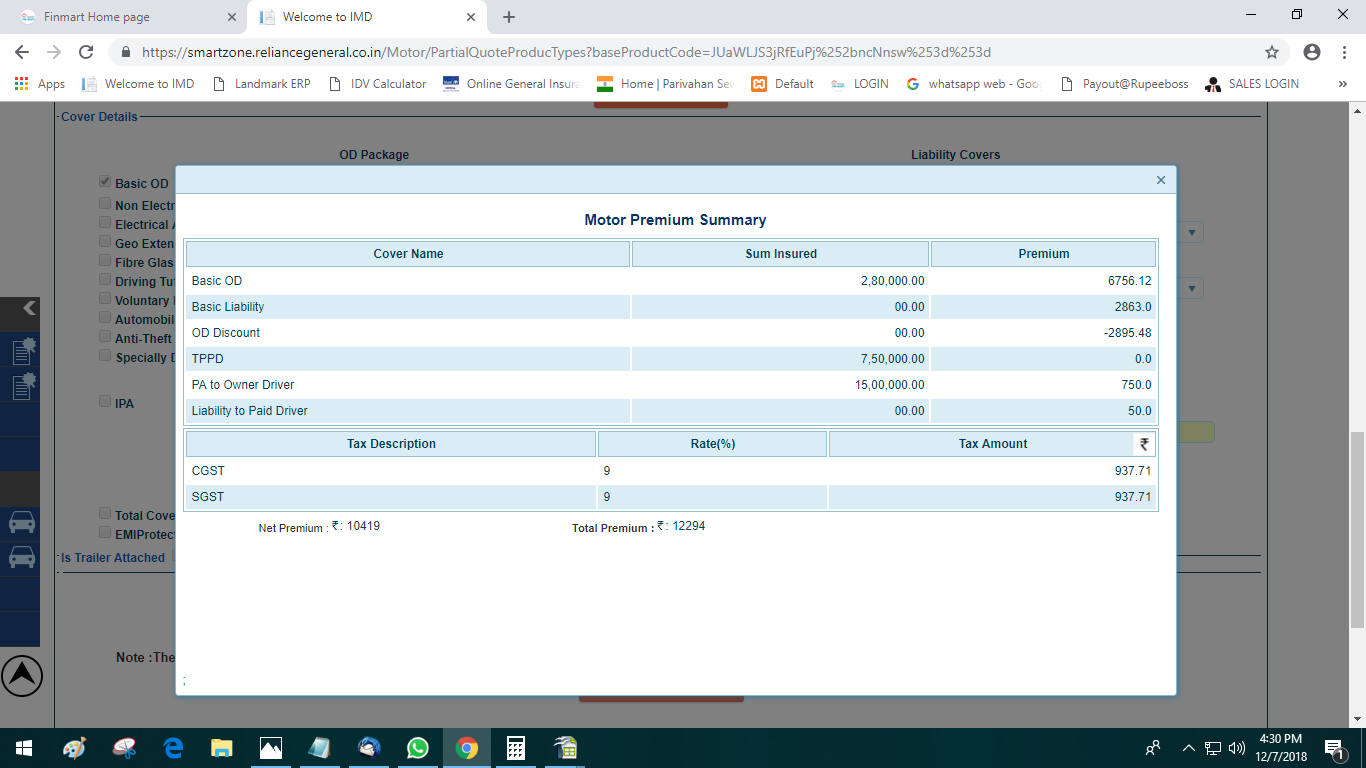 Finmart Home page
Welcome to IMD
https://smartzone.reliancegeneral.co.in/Motor/PartialQuoteProducTypes?baseProductCode=JUaWLJS3jRfEuPj%252bncNnsw%253d%253d
Apps Welcome to IMD Landmark ERP IDV Calculator Online General Insura Home | Parivahan Sev Default LOGIN whatsapp web - Goo Payout@Rupeeboss SALES LOGIN »
Cover Details
OD Package Liability Covers
Basic OD
Non Electr
Electrical A
Geo Exten
Fibre Glas
Driving Tu
Voluntary
Automobil
Anti-Theft
Specially D
IPA
Total Cove
EMIProtec
Is Trailer Attached
Note :The
Motor Premium Summary
Cover Name Sum Insured Premium
Basic OD 2,80,000.00 6756.12
Basic Liability 00.00 2863.0
OD Discount 00.00 -2895.48
TPPD 7,50,000.00 0.0
PA to Owner Driver 15,00,000.00 750.0
Liability to Paid Driver 00.00 50.0
Tax Description Rate(%) Tax Amount ₹
CGST 9 937.71
SGST 9 937.71
Net Premium : ₹: 10419 Total Premium : ₹: 12294
;
4:30 PM
12/7/2018
1